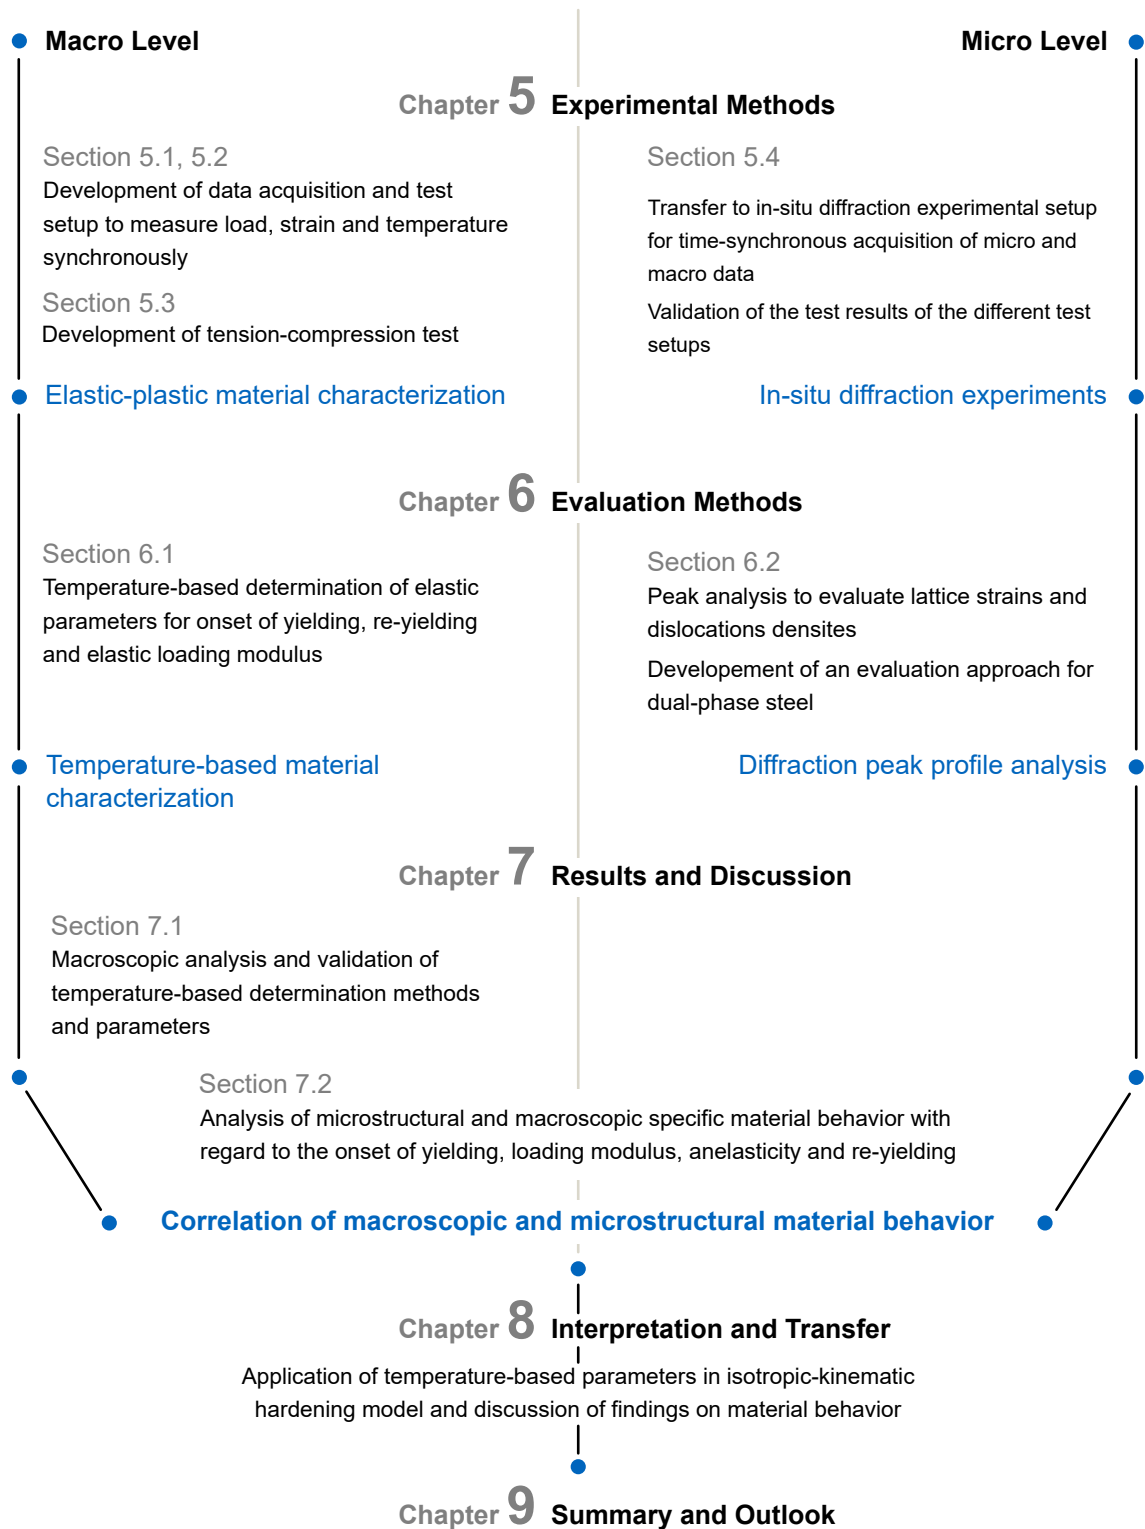 Macro Level
Micro Level
Chapter 5 Experimental Methods
Section 5.1, 5.2
Development of data acquisition and test
setup to measure load, strain and temperature
synchronously
Section 5.3
Development of tension-compression test
Section 5.4
Transfer to in-situ diffraction experimental setup
for time-synchronous acquisition of micro and
macro data
Validation of the test results of the different test
setups
Elastic-plastic material characterization
In-situ diffraction experiments
Chapter 6 Evaluation Methods
Section 6.1
Temperature-based determination of elastic
parameters for onset of yielding, re-yielding
and elastic loading modulus
Section 6.2
Peak analysis to evaluate lattice strains and
dislocations densites
Developement of an evaluation approach for
dual-phase steel
Temperature-based material
characterization
Diffraction peak profile analysis
Chapter 7 Results and Discussion
Section 7.1
Macroscopic analysis and validation of
temperature-based determination methods
and parameters
Section 7.2
Analysis of microstructural and macroscopic specific material behavior with
regard to the onset of yielding, loading modulus, anelasticity and re-yielding
Correlation of macroscopic and microstructural material behavior
Chapter 8 Interpretation and Transfer
Application of temperature-based parameters in isotropic-kinematic
hardening model and discussion of findings on material behavior
Chapter 9 Summary and Outlook